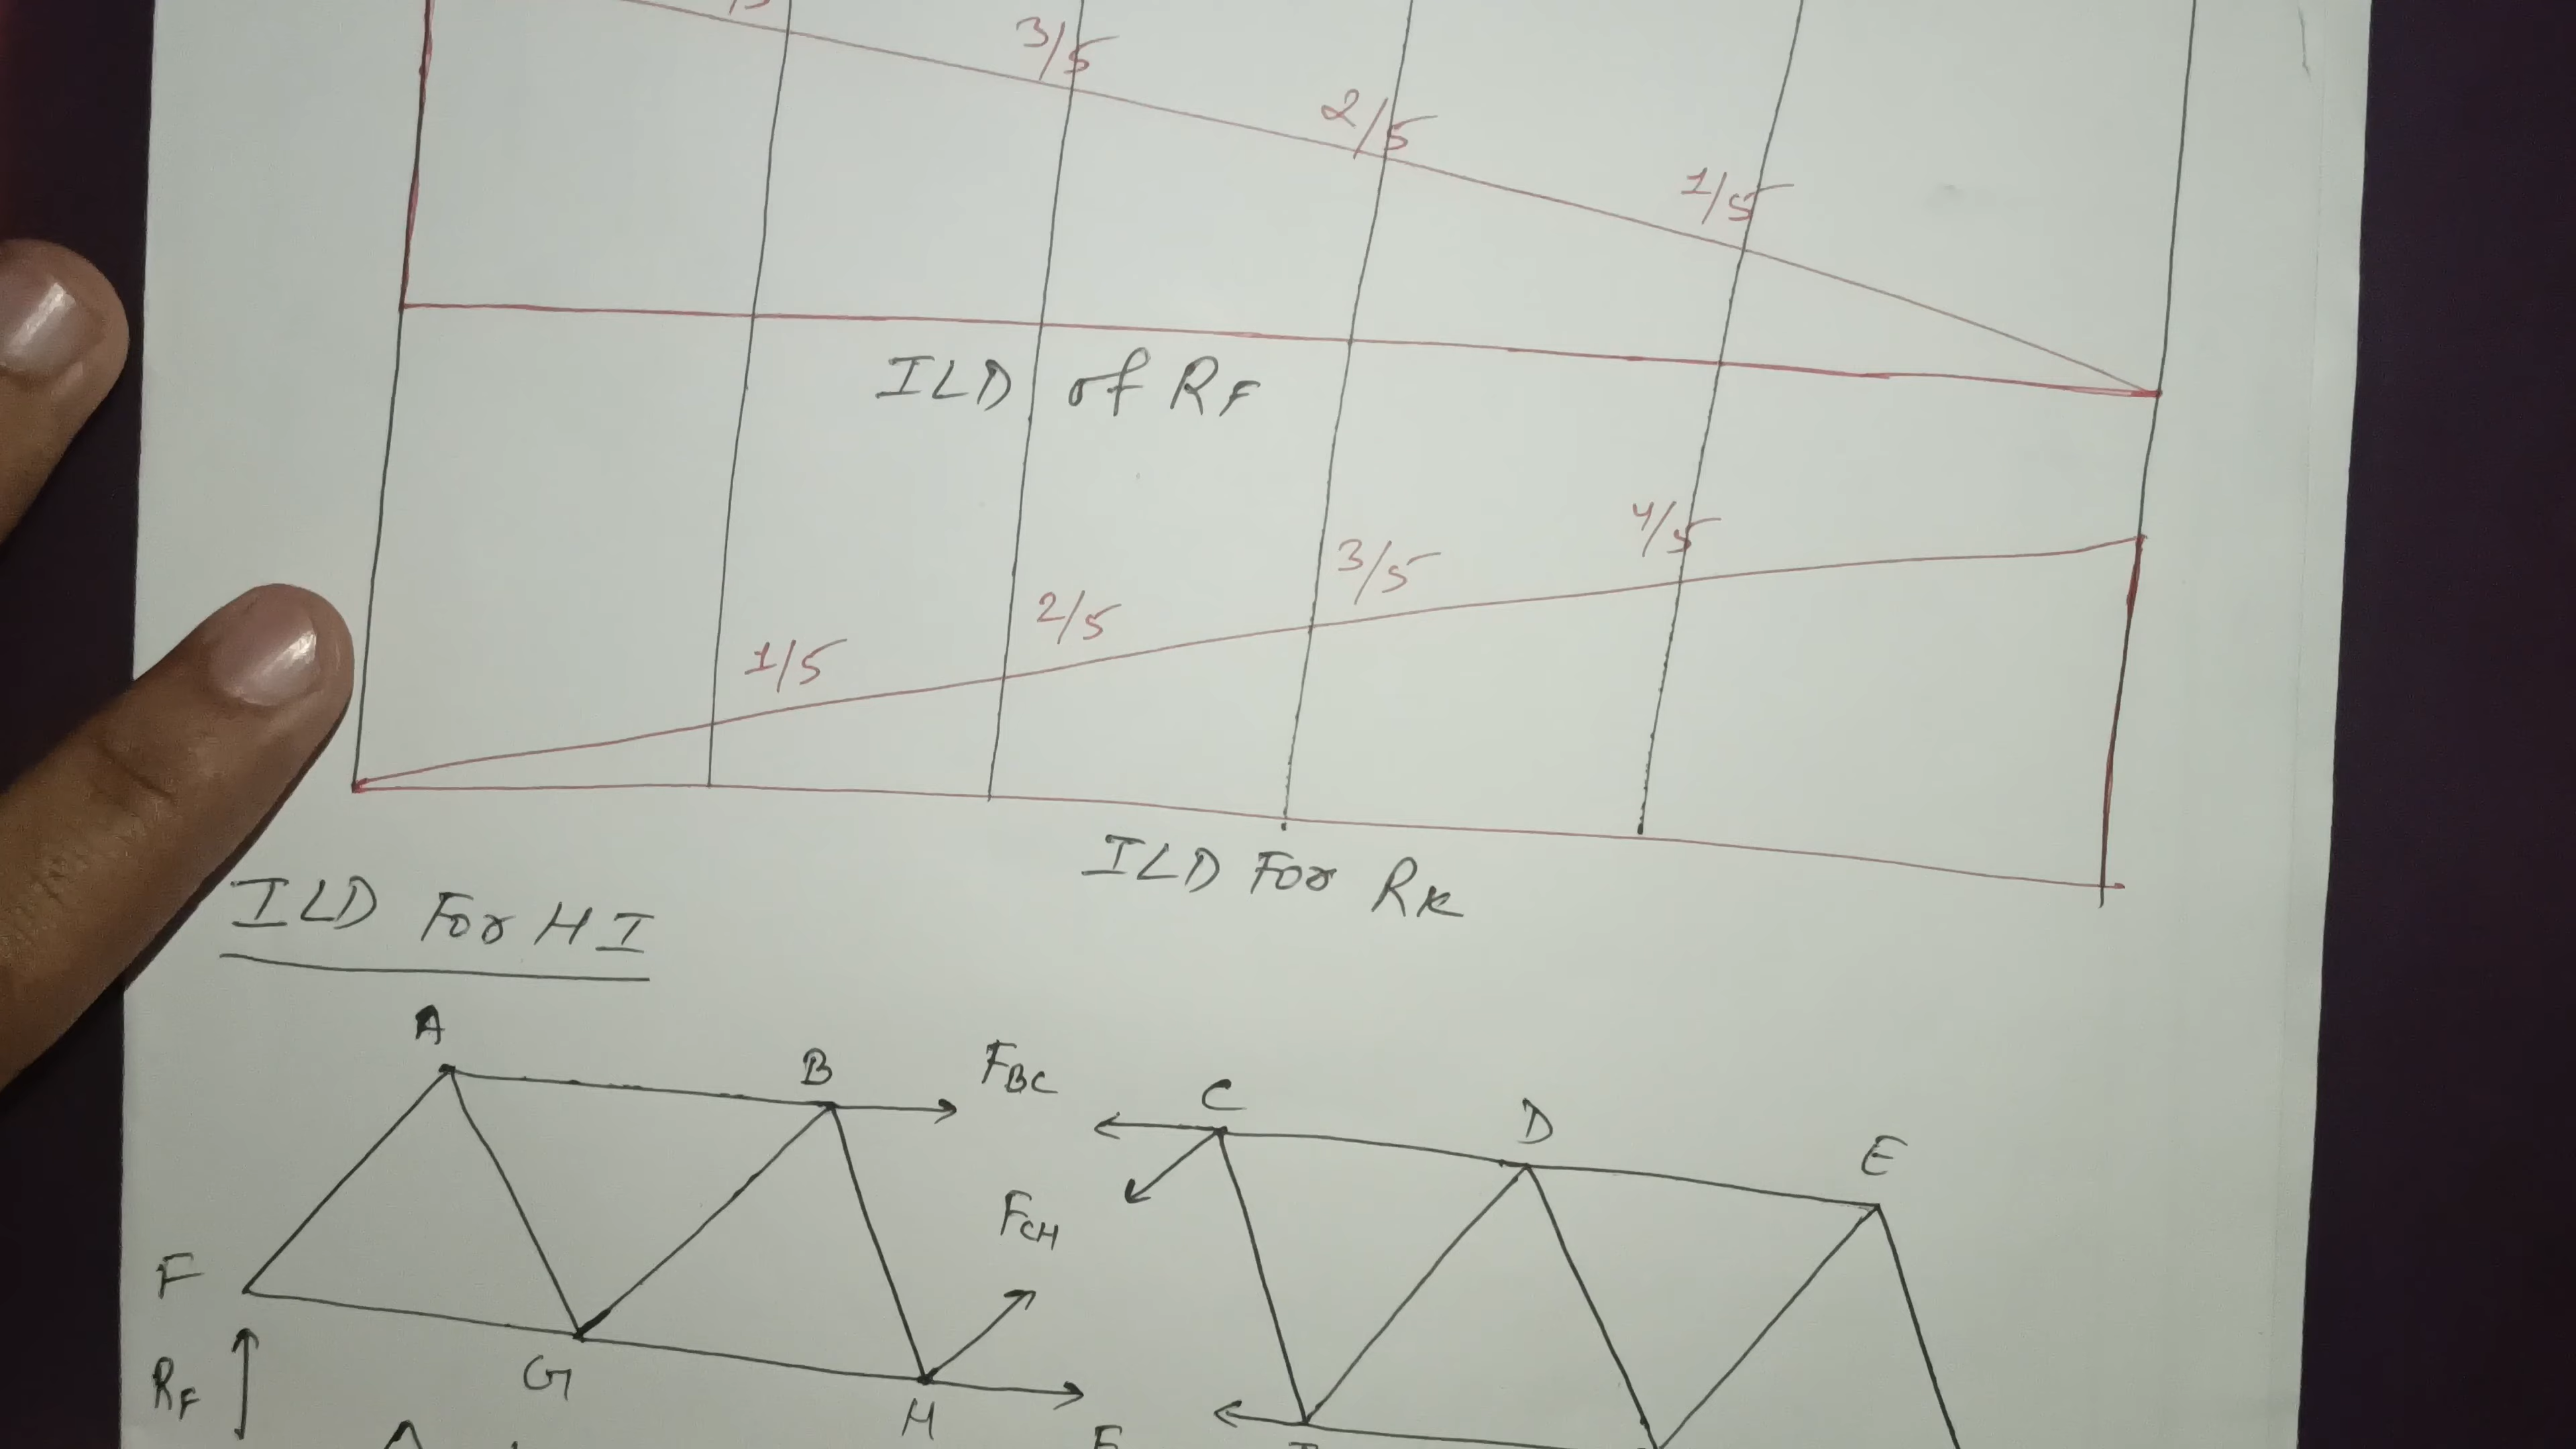 3/5
2/5
1/5
ILD of RF
4/5
3/5
2/5
1/5
ILD For RK
ILD For HI
A
B
FBC
C
D
E
FCH
F
G
RF
H